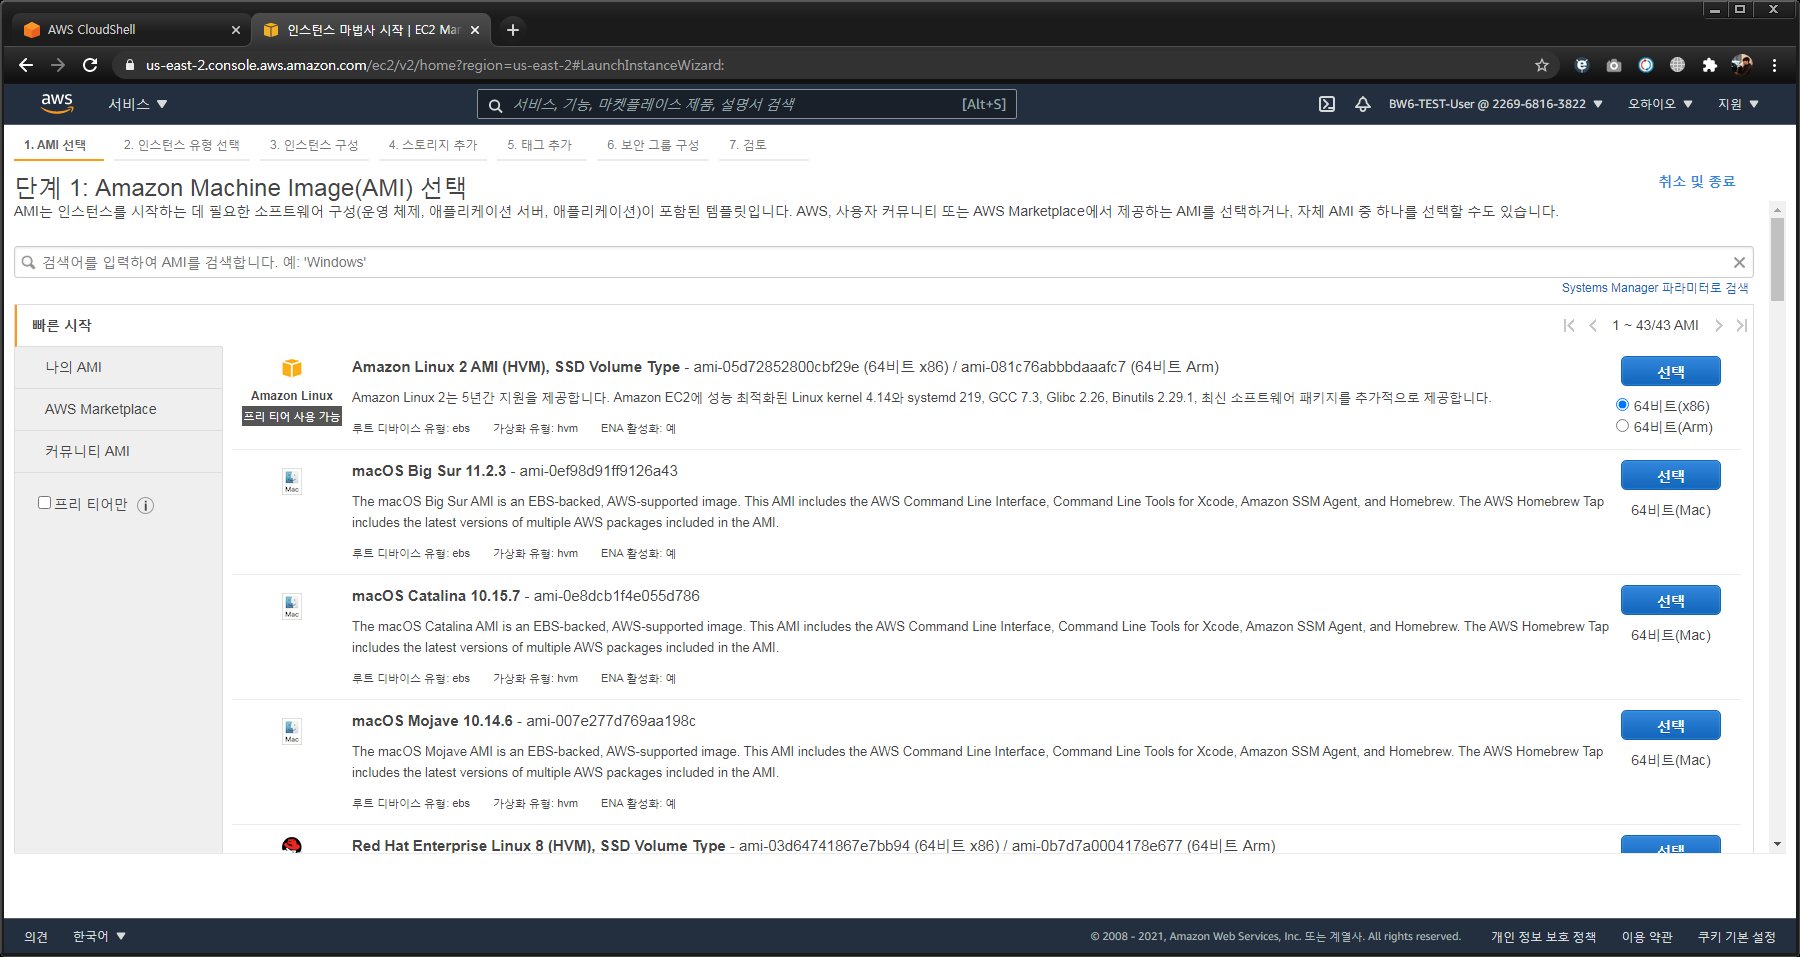 AWS CloudShell
인스턴스 마법사 시작 | EC2 Mar
us-east-2.console.aws.amazon.com/ec2/v2/home?region=us-east-2#LaunchInstanceWizard:
aws
서비스
서비스, 기능, 마켓플레이스 제품, 설명서 검색
[Alt+S]
BW6-TEST-User @ 2269-6816-3822
오하이오
지원
1. AMI 선택
2. 인스턴스 유형 선택
3. 인스턴스 구성
4. 스토리지 추가
5. 태그 추가
6. 보안 그룹 구성
7. 검토
단계 1: Amazon Machine Image(AMI) 선택
취소 및 종료
AMI는 인스턴스를 시작하는 데 필요한 소프트웨어 구성(운영 체제, 애플리케이션 서버, 애플리케이션)이 포함된 템플릿입니다. AWS, 사용자 커뮤니티 또는 AWS Marketplace에서 제공하는 AMI를 선택하거나, 자체 AMI 중 하나를 선택할 수도 있습니다.
검색어를 입력하여 AMI를 검색합니다. 예: 'Windows'
Systems Manager 파라미터로 검색
빠른 시작
1 ~ 43/43 AMI
나의 AMI
AWS Marketplace
커뮤니티 AMI
프리 티어만
Amazon Linux
프리 티어 사용 가능
Amazon Linux 2 AMI (HVM), SSD Volume Type - ami-05d72852800cbf29e (64비트 x86) / ami-081c76abbbdaaafc7 (64비트 Arm)
Amazon Linux 2는 5년간 지원을 제공합니다. Amazon EC2에 성능 최적화된 Linux kernel 4.14와 systemd 219, GCC 7.3, Glibc 2.26, Binutils 2.29.1, 최신 소프트웨어 패키지를 추가적으로 제공합니다.
루트 디바이스 유형: ebs 가상화 유형: hvm ENA 활성화: 예
선택
64비트(x86)
64비트(Arm)
Mac
macOS Big Sur 11.2.3 - ami-0ef98d91ff9126a43
The macOS Big Sur AMI is an EBS-backed, AWS-supported image. This AMI includes the AWS Command Line Interface, Command Line Tools for Xcode, Amazon SSM Agent, and Homebrew. The AWS Homebrew Tap
includes the latest versions of multiple AWS packages included in the AMI.
루트 디바이스 유형: ebs 가상화 유형: hvm ENA 활성화: 예
선택
64비트(Mac)
Mac
macOS Catalina 10.15.7 - ami-0e8dcb1f4e055d786
The macOS Catalina AMI is an EBS-backed, AWS-supported image. This AMI includes the AWS Command Line Interface, Command Line Tools for Xcode, Amazon SSM Agent, and Homebrew. The AWS Homebrew Tap
includes the latest versions of multiple AWS packages included in the AMI.
루트 디바이스 유형: ebs 가상화 유형: hvm ENA 활성화: 예
선택
64비트(Mac)
Mac
macOS Mojave 10.14.6 - ami-007e277d769aa198c
The macOS Mojave AMI is an EBS-backed, AWS-supported image. This AMI includes the AWS Command Line Interface, Command Line Tools for Xcode, Amazon SSM Agent, and Homebrew. The AWS Homebrew Tap
includes the latest versions of multiple AWS packages included in the AMI.
루트 디바이스 유형: ebs 가상화 유형: hvm ENA 활성화: 예
선택
64비트(Mac)
Red Hat Enterprise Linux 8 (HVM), SSD Volume Type - ami-03d64741867e7bb94 (64비트 x86) / ami-0b7d7a0004178e677 (64비트 Arm)
선택
의견
한국어
© 2008 - 2021, Amazon Web Services, Inc. 또는 계열사. All rights reserved.
개인 정보 보호 정책
이용 약관
쿠키 기본 설정